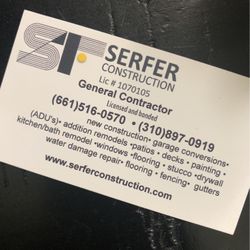 SF SERFER
CONSTRUCTION
Lic # 1070105
General Contractor
Licensed and bonded
(661)516-0570 • (310)897-0919
new construction• garage conversions•
(ADU's)• addition remodels •patios • decks • painting •
kitchen/bath remodel •windows •flooring • stucco •drywall
water damage repair• flooring • fencing• gutters
www.serferconstruction.com